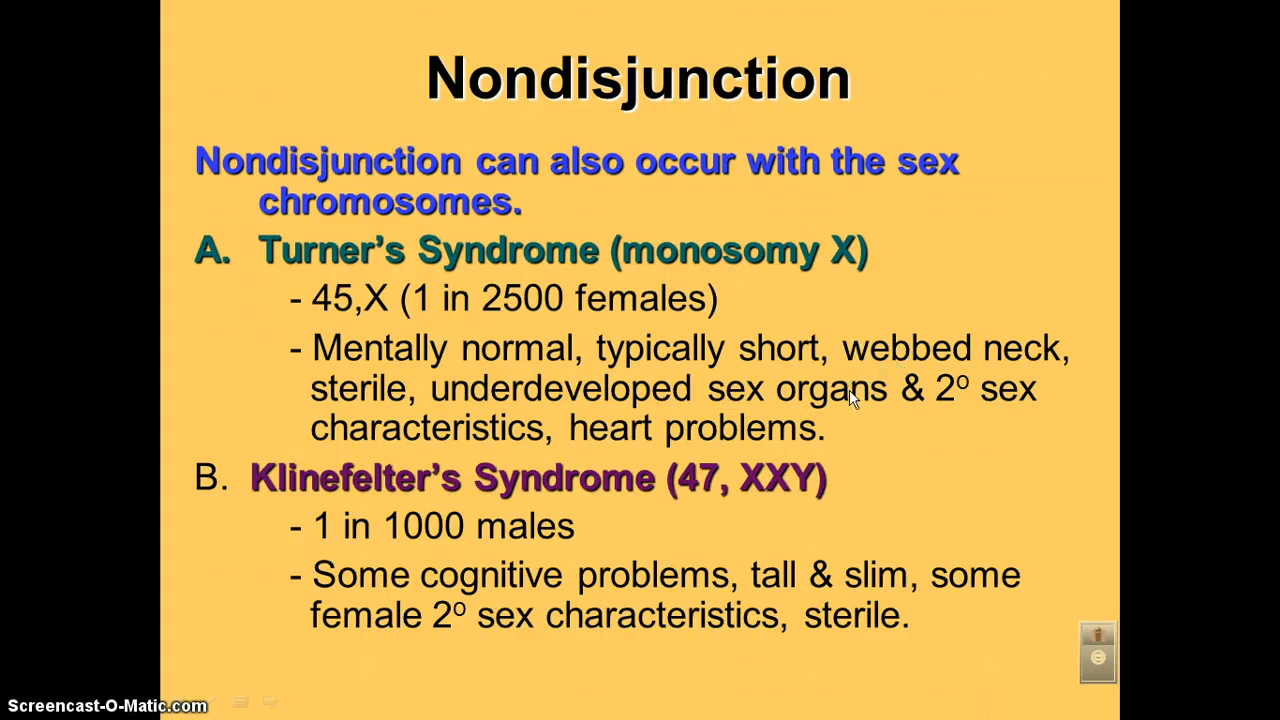 Nondisjunction
Nondisjunction can also occur with the sex
chromosomes.
A. Turner’s Syndrome (monosomy X)
- 45,X (1 in 2500 females)
- Mentally normal, typically short, webbed neck,
sterile, underdeveloped sex organs & 2º sex
characteristics, heart problems.
B. Klinefelter’s Syndrome (47, XXY)
- 1 in 1000 males
- Some cognitive problems, tall & slim, some
female 2º sex characteristics, sterile.
Screencast-O-Matic.com